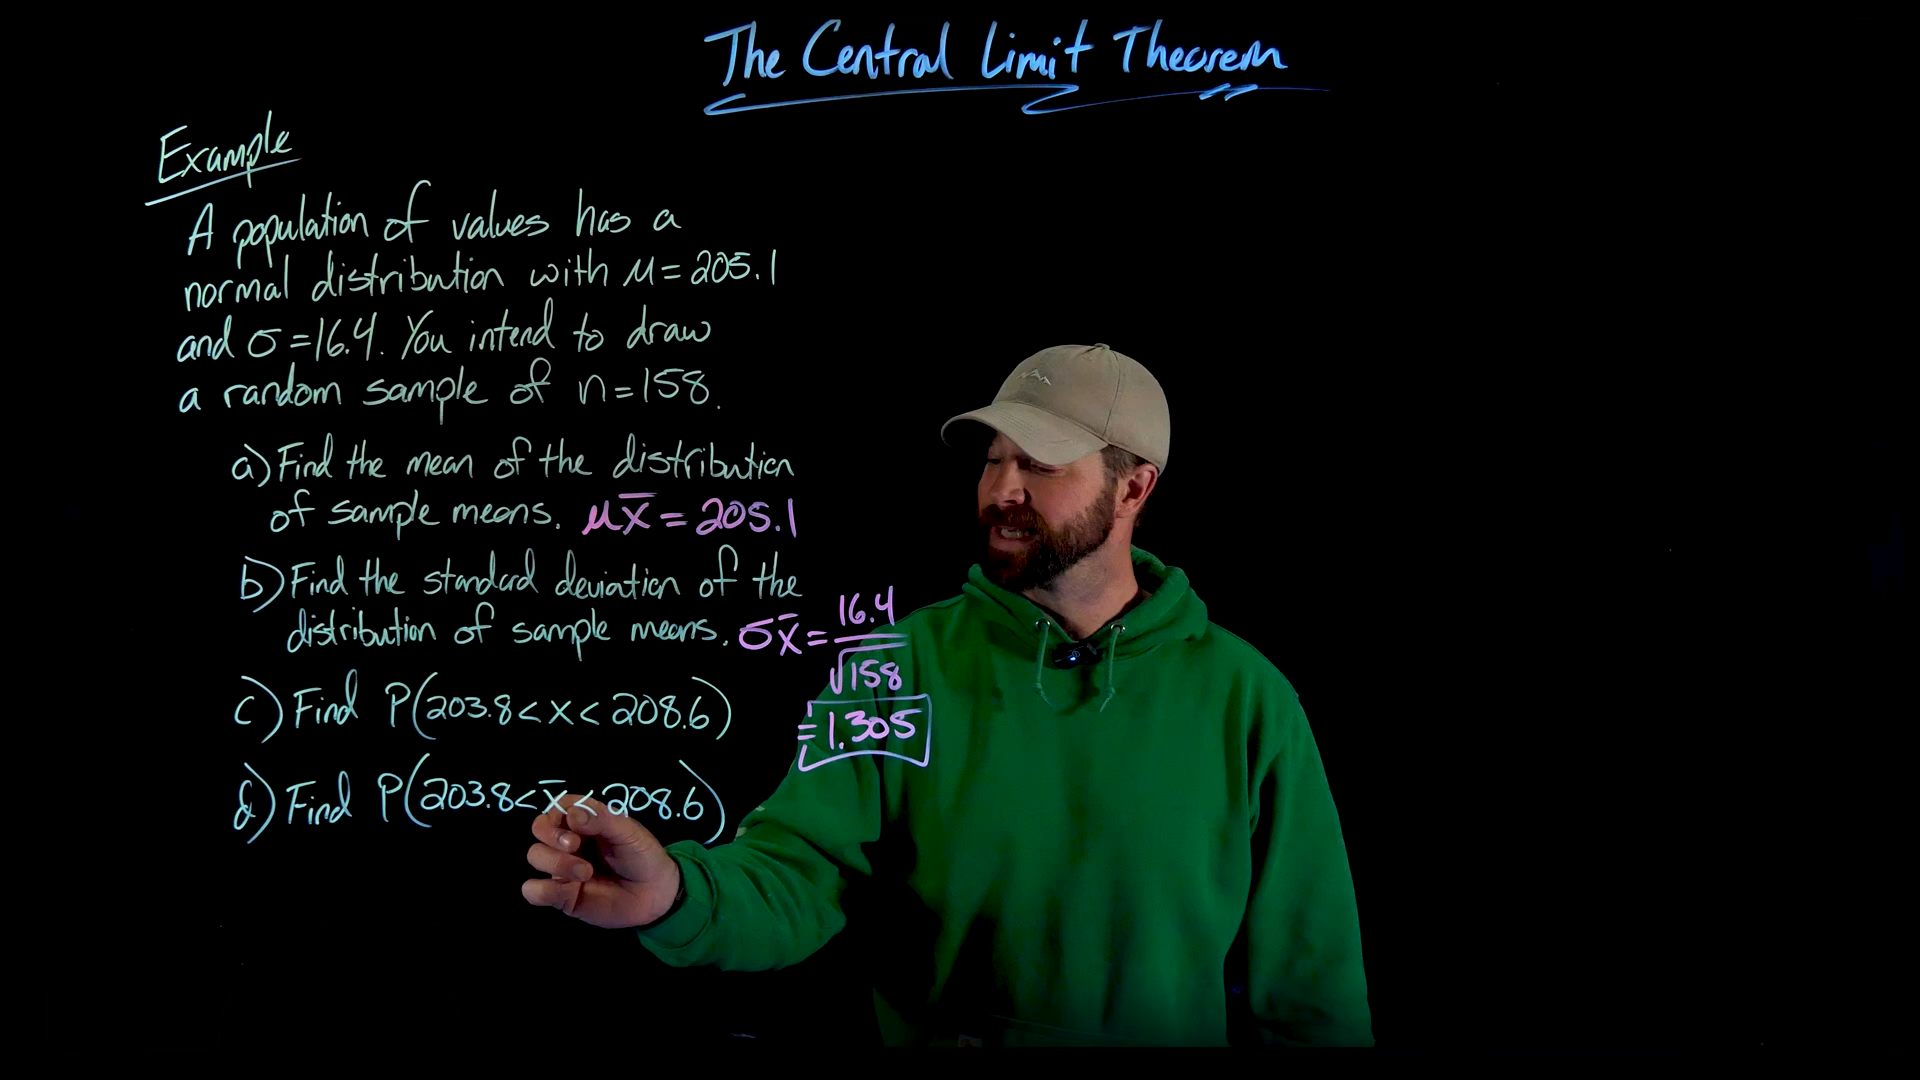 The Central Limit Theorem
Example
A population of values has a
normal distribution with μ = 205.1
and σ = 16.4. You intend to draw
a random sample of n = 158.
a) Find the mean of the distribution
of sample means. μx̄ = 205.1
b) Find the standard deviation of the
distribution of sample means. σx̄ = 16.4/√158
= 1.305
c) Find P(203.8 < x < 208.6)
d) Find P(203.8 < x̄ < 208.6)